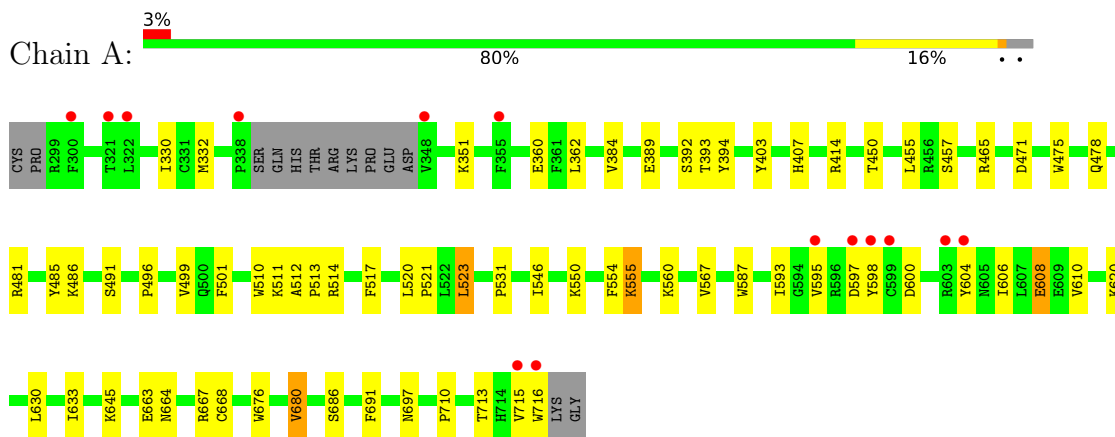 3%
Chain A:
80% 16% • •
CYS PRO R299 F300 T321 L322 I330 C331 M332 P338 SER GLN HIS THR ARG LYS PRO GLU ASP V348 K351 F355 E360 F361 L362 V384 E389 S392 T393 Y394 Y403 H407 R414 T450 L455 R456 S457 R465 D471 W475 Q478
R481 Y485 K486 S491 P496 V499 Q500 F501 W510 K511 A512 P513 R514 F517 L520 P521 L522 L523 P531 I546 K550 F554 K555 K560 V567 W587 I593 G594 V595 R596 D597 Y598 C599 D600 R603 Y604 N605 I606 L607 E608 E609 V610
L630 I633 K645 E663 N664 R667 C668 W676 V680 S686 F691 N697 P710 T713 H714 V715 W716 LYS GLY